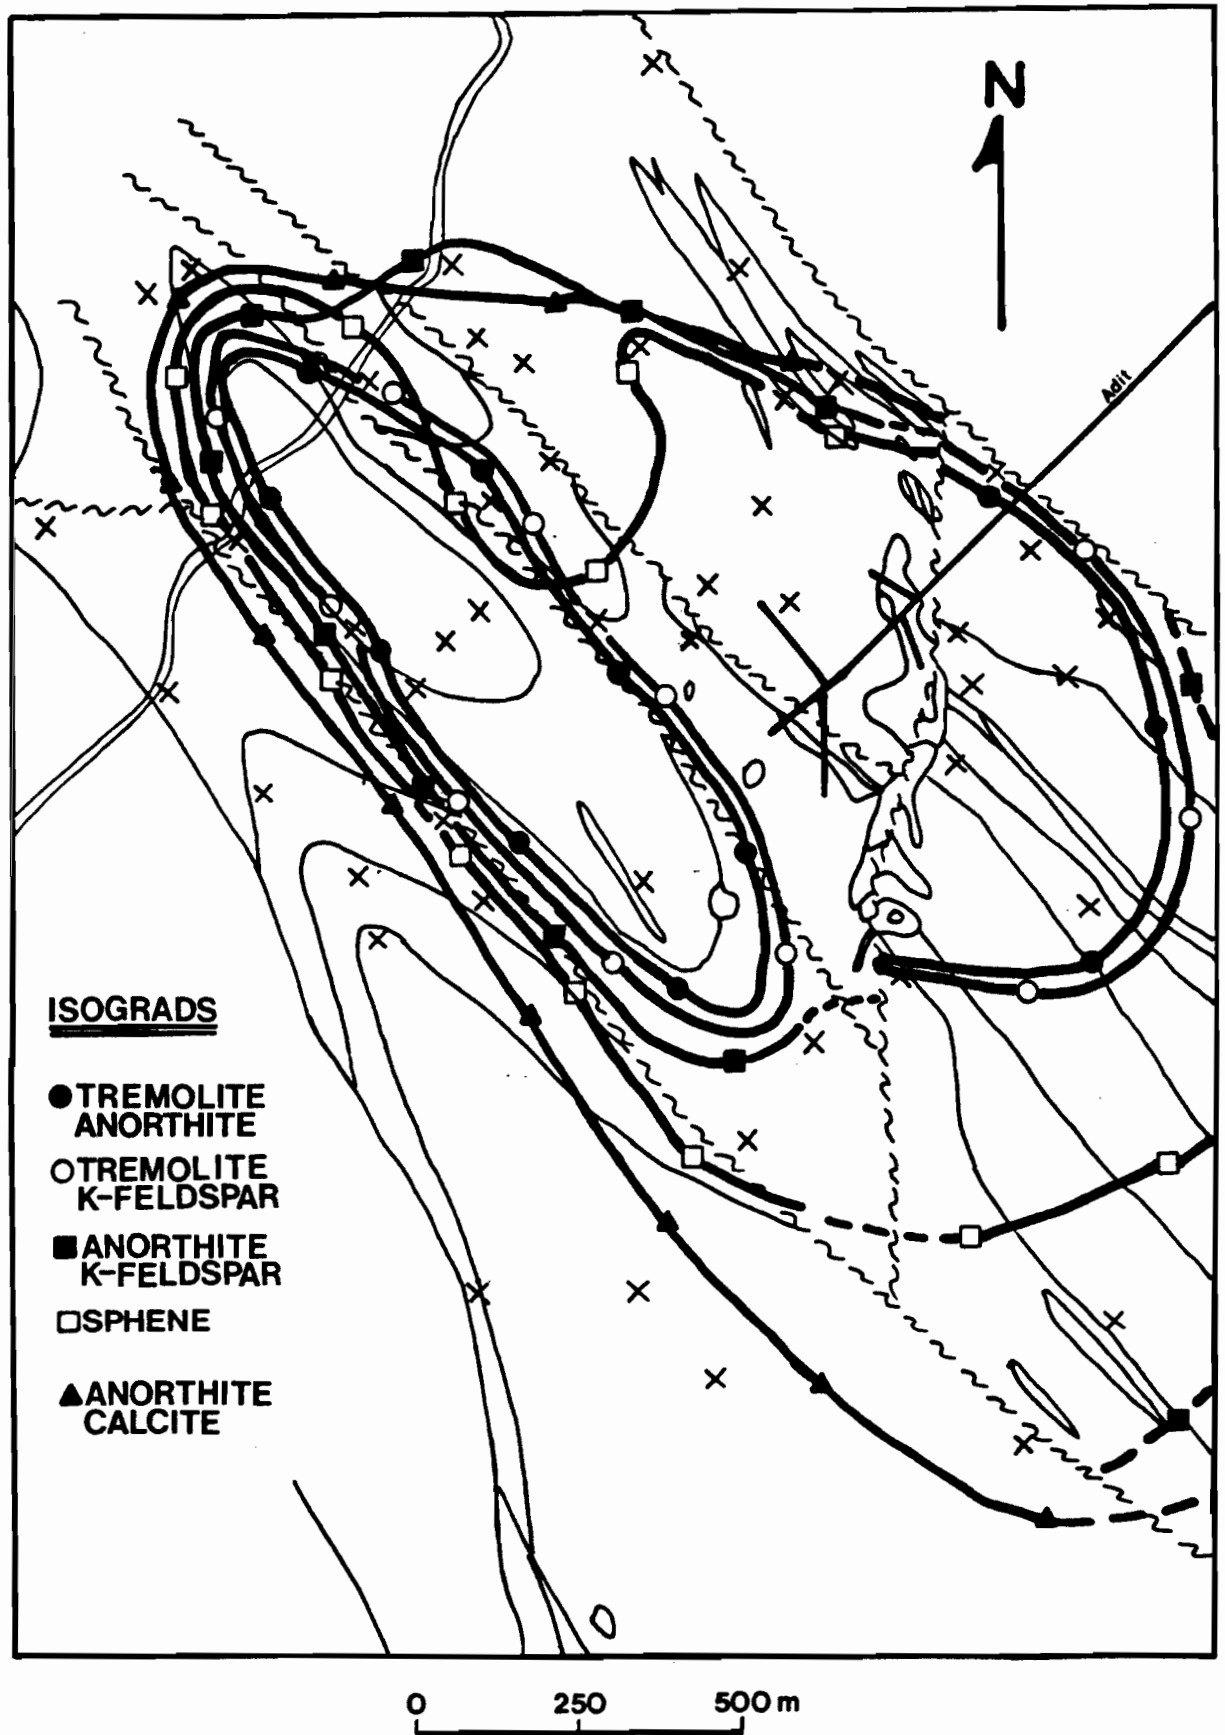 N
Adit
ISOGRADS
TREMOLITE
ANORTHITE
TREMOLITE
K-FELDSPAR
ANORTHITE
K-FELDSPAR
SPHENE
ANORTHITE
CALCITE
0 250 500 m